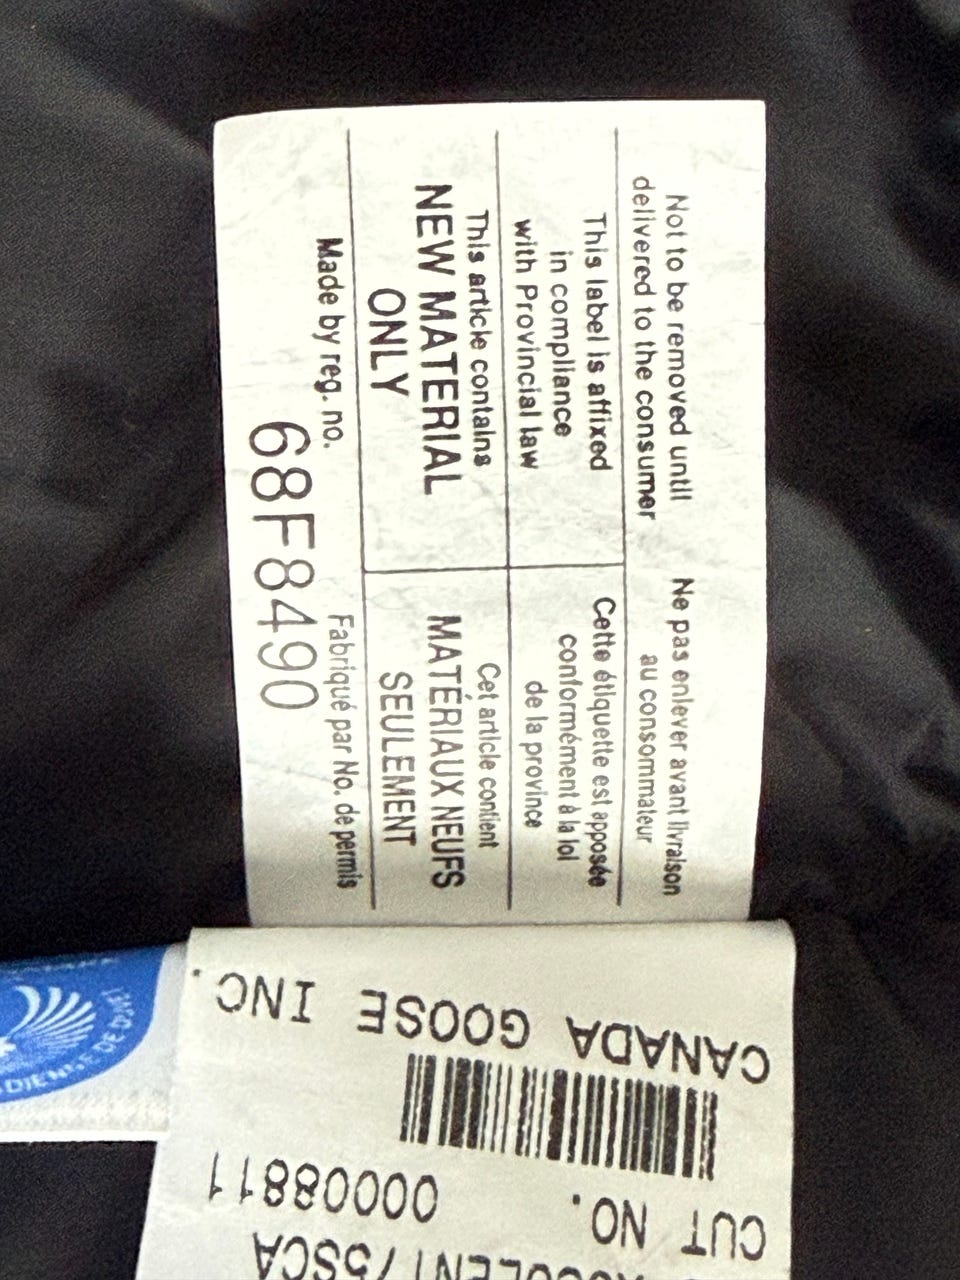 Not to be removed until
delivered to the consumer
Ne pas enlever avant livraison
au consommateur
This label is affixed
in compliance
with Provincial law
Cette étiquette est apposée
conformément à la loi
de la province
This article contains
NEW MATERIAL
ONLY
Cet article contient
MATÉRIAUX NEUFS
SEULEMENT
Made by reg. no.
Fabriqué par No. de permis
68F8490
CANADA GOOSE INC.
CUT NO. 00008811